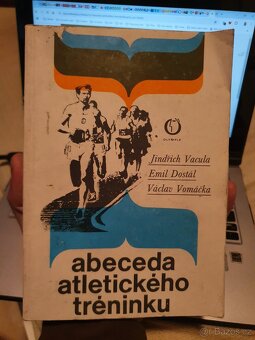 OLYMPIA
Jindřich Vacula
Emil Dostál
Václav Vomáčka
abeceda
atletického
tréninku